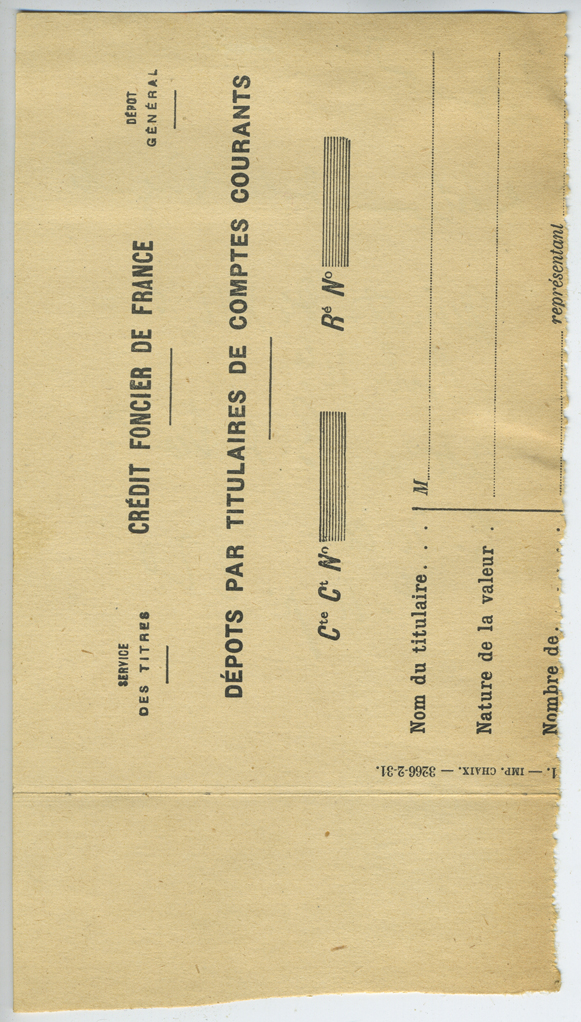 SERVICE
DES TITRES
CRÉDIT FONCIER DE FRANCE
DÉPOT
GÉNÉRAL
DÉPOTS PAR TITULAIRES DE COMPTES COURANTS
Cte Ct No
Ré No
Nom du titulaire. . . M
Nature de la valeur .
Nombre de. . . . . représentant
1. — IMP. CHAIX. — 3266-2-31.